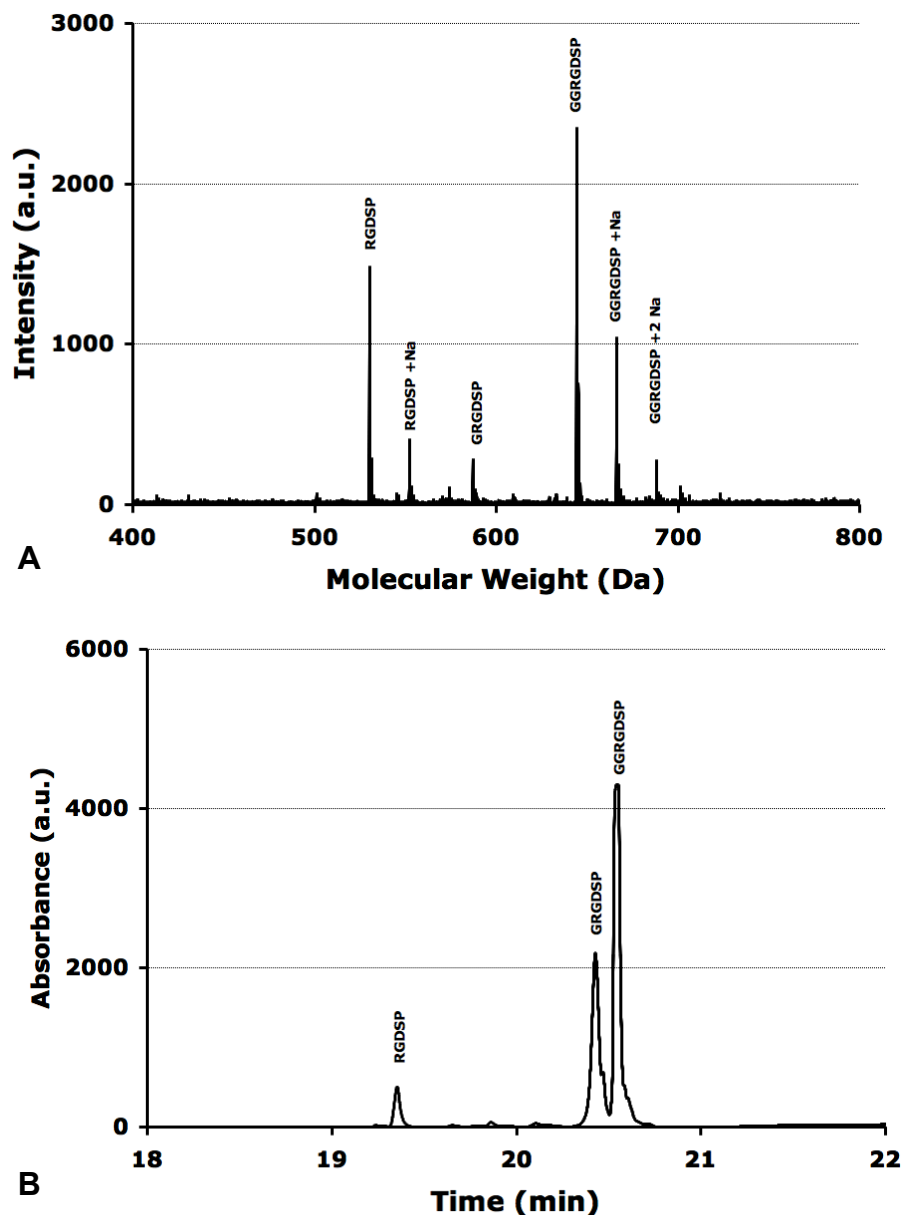 3000
2000
1000
0
Intensity (a.u.)
RGDSP
RGDSP +Na
GRGDSP
GGRGDSP
GGRGDSP +Na
GGRGDSP +2 Na
400 500 600 700 800
A
Molecular Weight (Da)
6000
4000
2000
0
Absorbance (a.u.)
RGDSP
GRGDSP
GGRGDSP
18 19 20 21 22
B
Time (min)